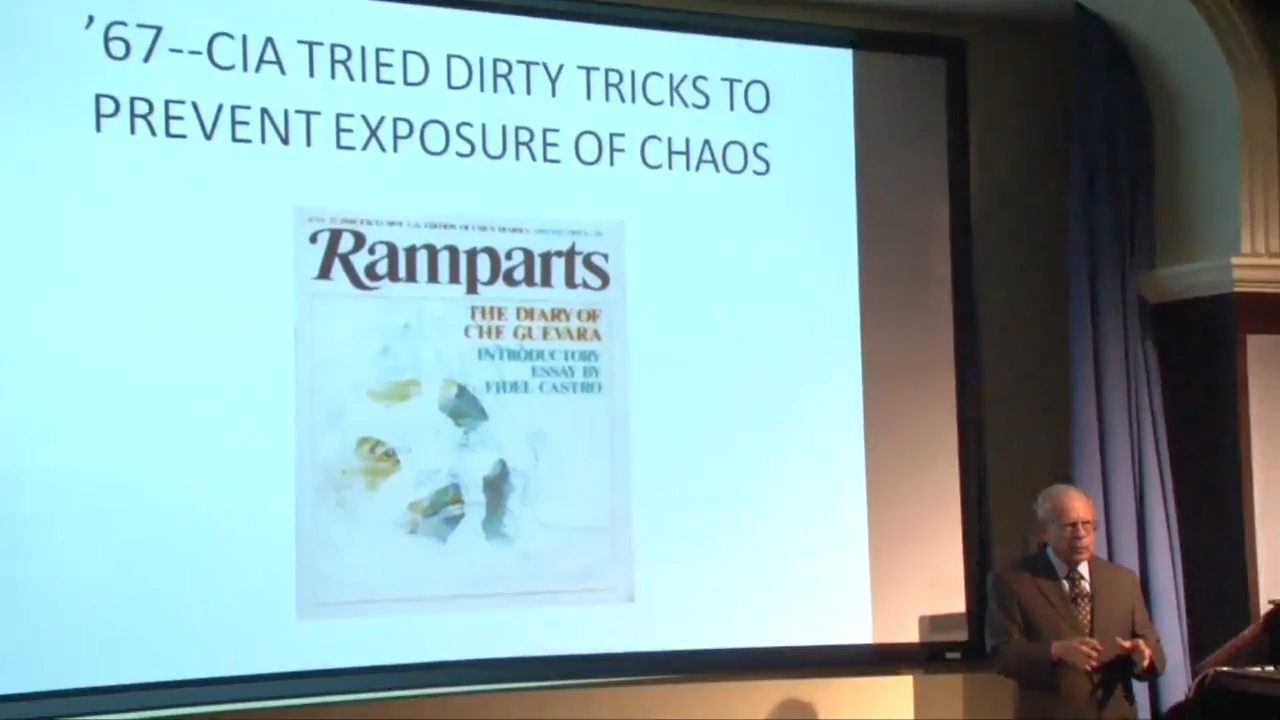 ’67--CIA TRIED DIRTY TRICKS TO
PREVENT EXPOSURE OF CHAOS
Ramparts
THE DIARY OF
CHE GUEVARA
INTRODUCTORY
ESSAY BY
FIDEL CASTRO